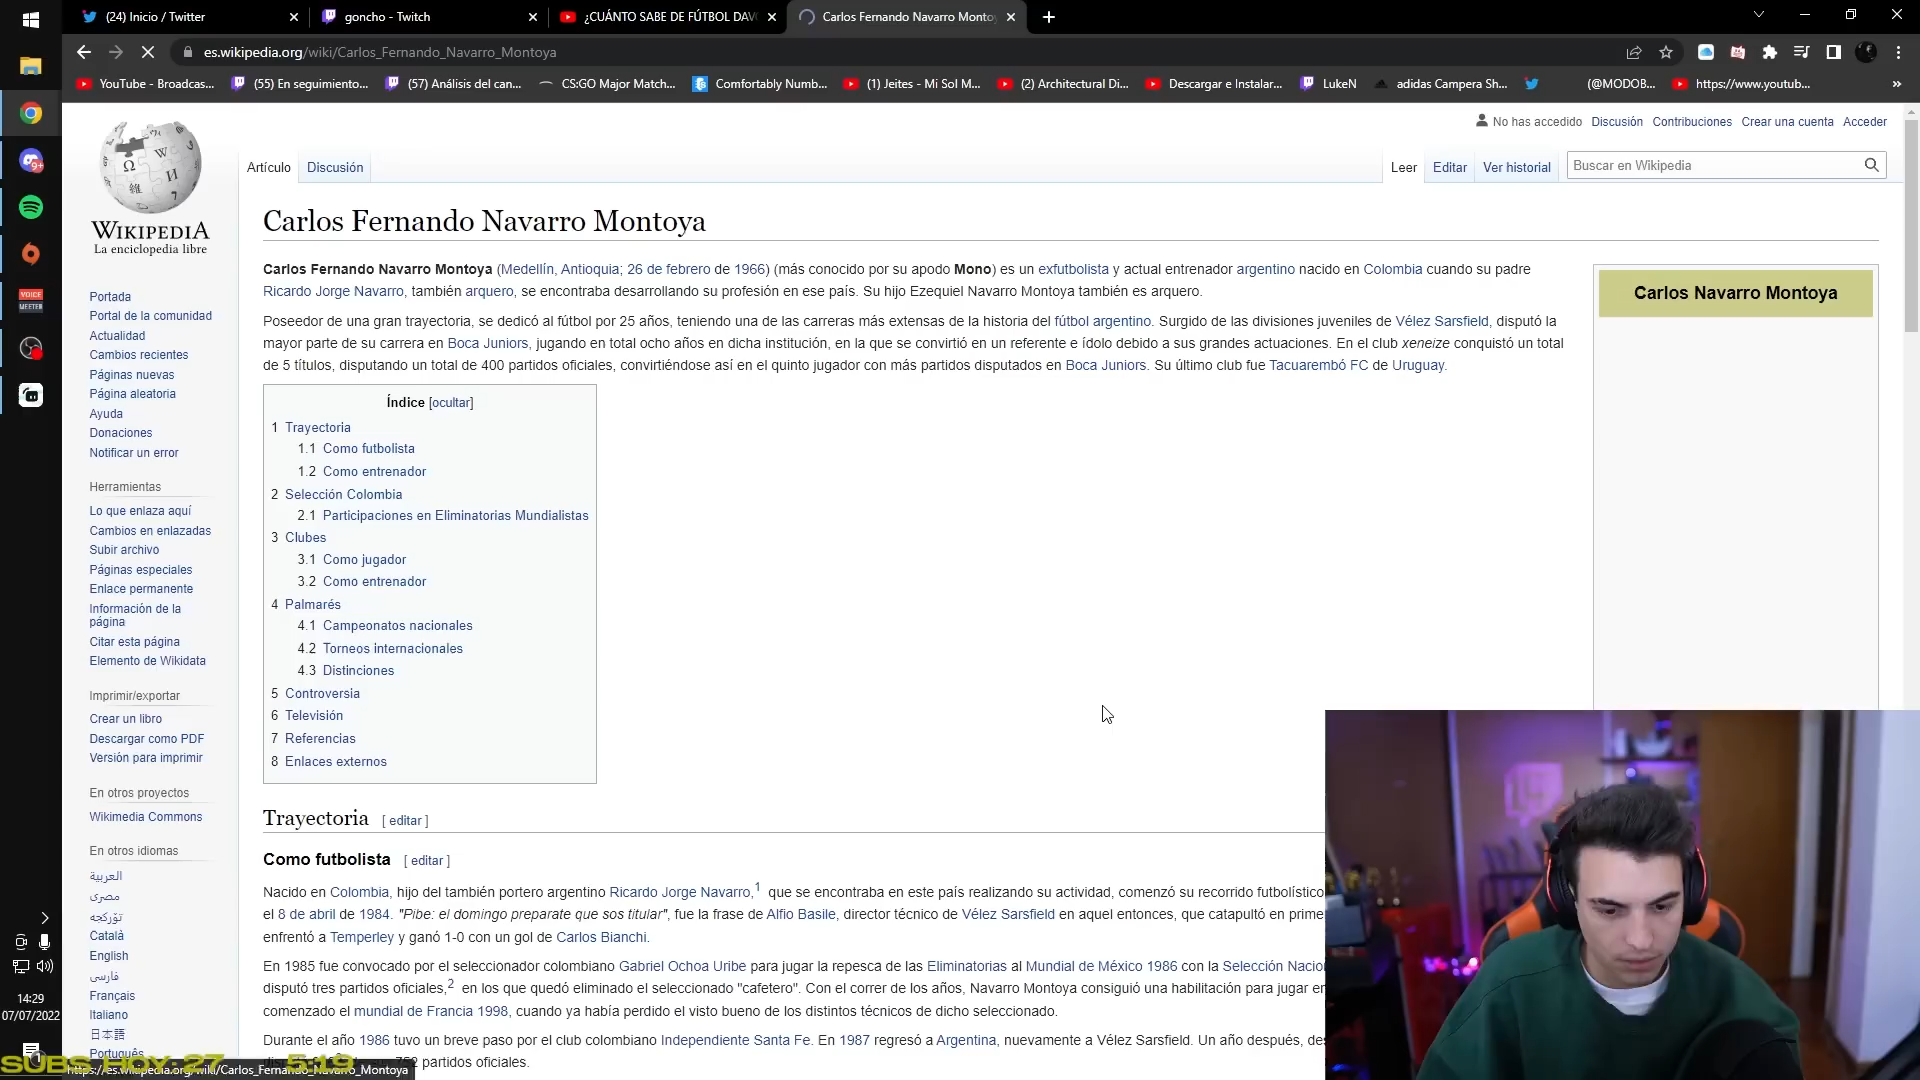 (24) Inicio / Twitter
goncho - Twitch
¿CUÁNTO SABE DE FÚTBOL DAV
Carlos Fernando Navarro Monto
es.wikipedia.org/wiki/Carlos_Fernando_Navarro_Montoya
YouTube - Broadcas...
(55) En seguimiento...
(57) Análisis del can...
CS:GO Major Match...
Comfortably Numb...
(1) Jeites - Mi Sol M...
(2) Architectural Di...
Descargar e Instalar...
LukeN
adidas Campera Sh...
(@MODOB...
https://www.youtub...
No has accedido Discusión Contribuciones Crear una cuenta Acceder
Artículo Discusión
Leer Editar Ver historial
Buscar en Wikipedia
WIKIPEDIA
La enciclopedia libre
Portada
Portal de la comunidad
Actualidad
Cambios recientes
Páginas nuevas
Página aleatoria
Ayuda
Donaciones
Notificar un error
Herramientas
Lo que enlaza aquí
Cambios en enlazadas
Subir archivo
Páginas especiales
Enlace permanente
Información de la
página
Citar esta página
Elemento de Wikidata
Imprimir/exportar
Crear un libro
Descargar como PDF
Versión para imprimir
En otros proyectos
Wikimedia Commons
En otros idiomas
العربية
مصرى
تۆرکجه
Català
English
فارسی
Français
Italiano
日本語
Português
Carlos Fernando Navarro Montoya
Carlos Fernando Navarro Montoya (Medellín, Antioquia; 26 de febrero de 1966) (más conocido por su apodo Mono) es un exfutbolista y actual entrenador argentino nacido en Colombia cuando su padre
Ricardo Jorge Navarro, también arquero, se encontraba desarrollando su profesión en ese país. Su hijo Ezequiel Navarro Montoya también es arquero.
Poseedor de una gran trayectoria, se dedicó al fútbol por 25 años, teniendo una de las carreras más extensas de la historia del fútbol argentino. Surgido de las divisiones juveniles de Vélez Sarsfield, disputó la
mayor parte de su carrera en Boca Juniors, jugando en total ocho años en dicha institución, en la que se convirtió en un referente e ídolo debido a sus grandes actuaciones. En el club xeneize conquistó un total
de 5 títulos, disputando un total de 400 partidos oficiales, convirtiéndose así en el quinto jugador con más partidos disputados en Boca Juniors. Su último club fue Tacuarembó FC de Uruguay.
Carlos Navarro Montoya
Índice [ocultar]
1 Trayectoria
1.1 Como futbolista
1.2 Como entrenador
2 Selección Colombia
2.1 Participaciones en Eliminatorias Mundialistas
3 Clubes
3.1 Como jugador
3.2 Como entrenador
4 Palmarés
4.1 Campeonatos nacionales
4.2 Torneos internacionales
4.3 Distinciones
5 Controversia
6 Televisión
7 Referencias
8 Enlaces externos
Trayectoria [ editar ]
Como futbolista [ editar ]
Nacido en Colombia, hijo del también portero argentino Ricardo Jorge Navarro,1 que se encontraba en este país realizando su actividad, comenzó su recorrido futbolístico
el 8 de abril de 1984. "Pibe: el domingo preparate que sos titular", fue la frase de Alfio Basile, director técnico de Vélez Sarsfield en aquel entonces, que catapultó en prime
enfrentó a Temperley y ganó 1-0 con un gol de Carlos Bianchi.
En 1985 fue convocado por el seleccionador colombiano Gabriel Ochoa Uribe para jugar la repesca de las Eliminatorias al Mundial de México 1986 con la Selección Nacio
disputó tres partidos oficiales,2 en los que quedó eliminado el seleccionado "cafetero". Con el correr de los años, Navarro Montoya consiguió una habilitación para jugar en
comenzado el mundial de Francia 1998, cuando ya había perdido el visto bueno de los distintos técnicos de dicho seleccionado.
Durante el año 1986 tuvo un breve paso por el club colombiano Independiente Santa Fe. En 1987 regresó a Argentina, nuevamente a Vélez Sarsfield. Un año después, de
partidos oficiales.
https://es.wikipedia.org/wiki/Carlos_Fernando_Navarro_Montoya
SUBS HOY: 27 5:19
9+
VOICE
MEETER
14:29
07/07/2022